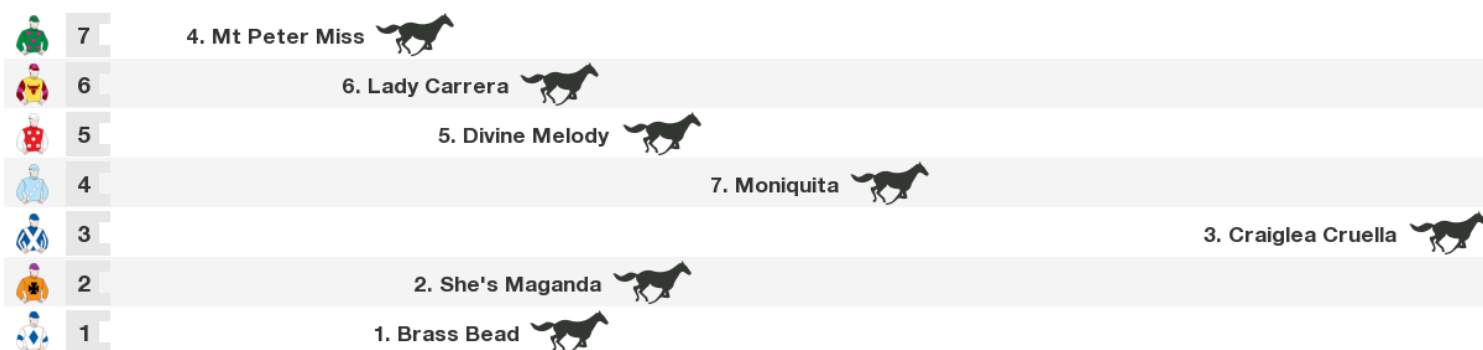 7 4. Mt Peter Miss
6 6. Lady Carrera
5 5. Divine Melody
4 7. Moniquita
3 3. Craiglea Cruella
2 2. She's Maganda
1 1. Brass Bead